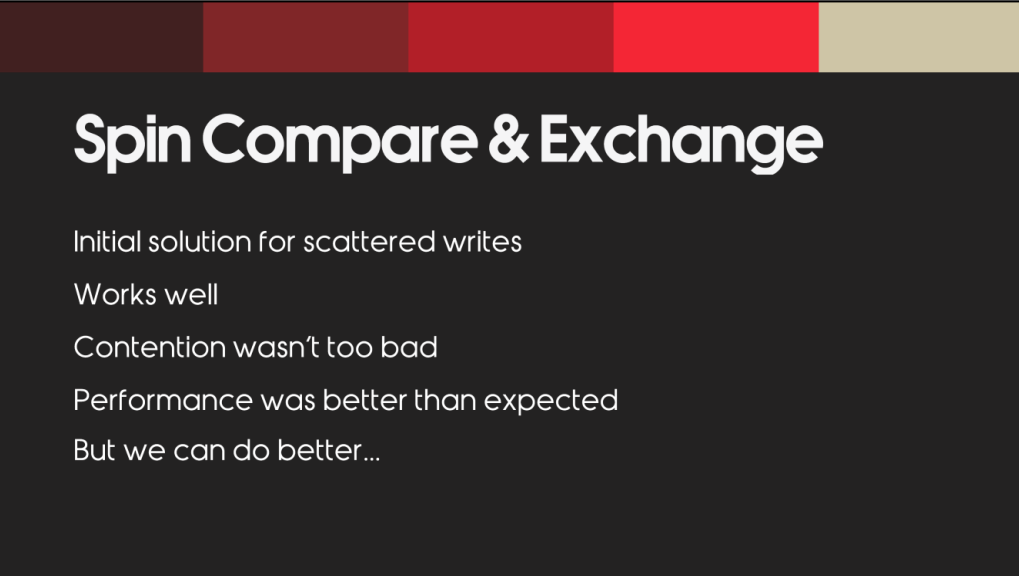 Spin Compare & Exchange
Initial solution for scattered writes
Works well
Contention wasn’t too bad
Performance was better than expected
But we can do better...